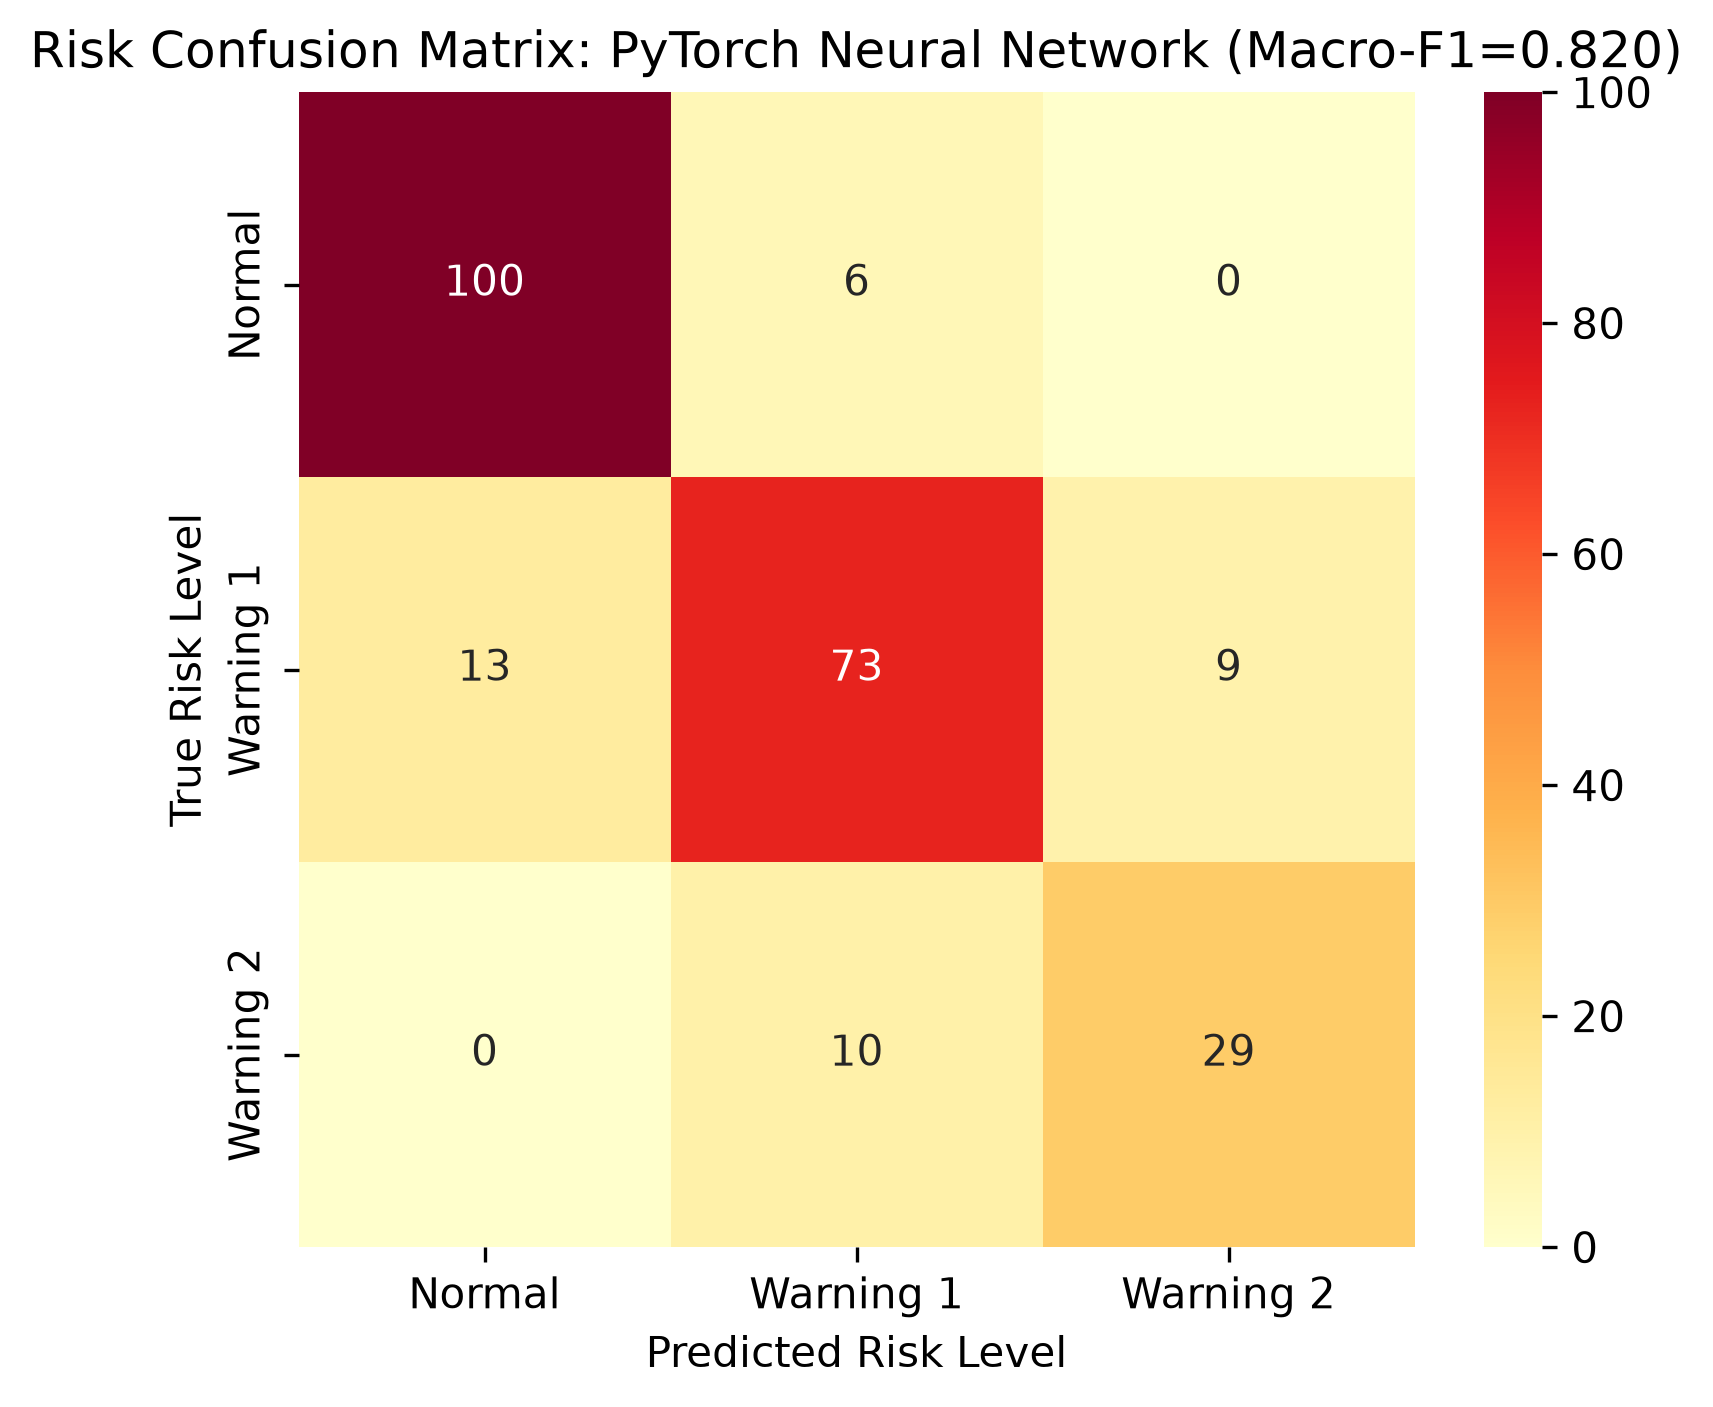 Risk Confusion Matrix: PyTorch Neural Network (Macro-F1=0.820)
True Risk Level
Normal
Warning 1
Warning 2
100 6 0
13 73 9
0 10 29
Normal Warning 1 Warning 2
Predicted Risk Level
100
80
60
40
20
0